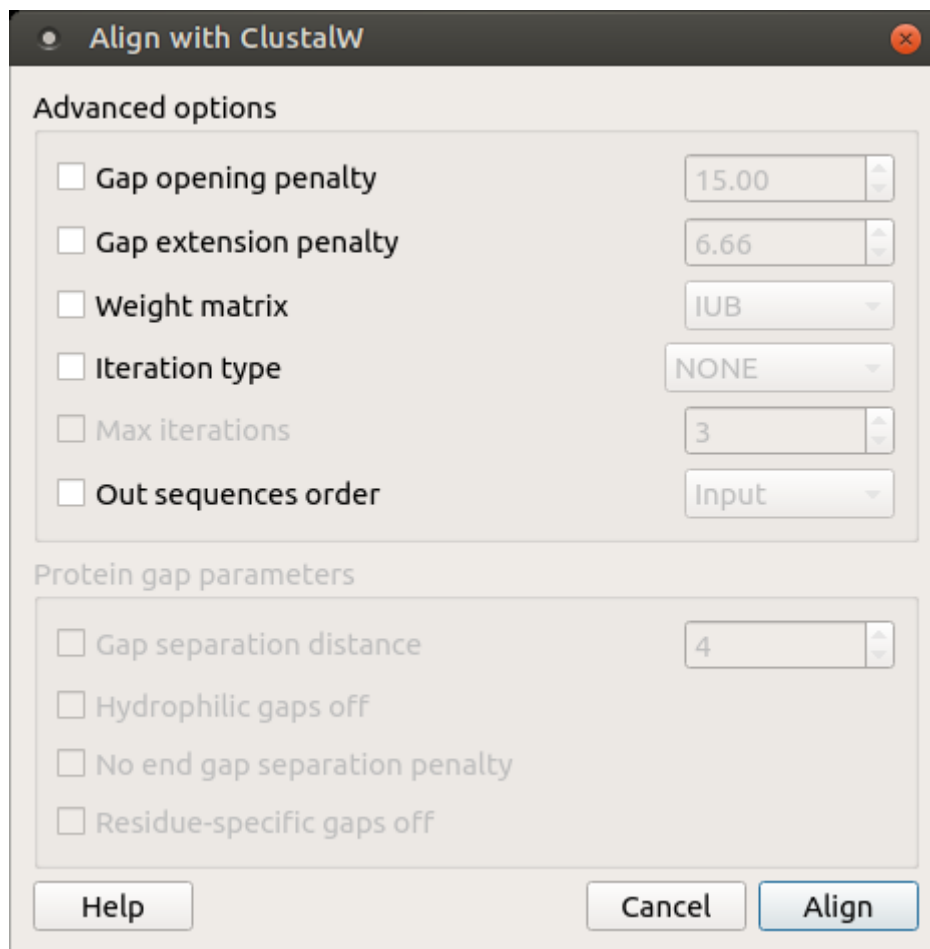 Align with ClustalW
Advanced options
Gap opening penalty 15.00
Gap extension penalty 6.66
Weight matrix IUB
Iteration type NONE
Max iterations 3
Out sequences order Input
Protein gap parameters
Gap separation distance 4
Hydrophilic gaps off
No end gap separation penalty
Residue-specific gaps off
Help Cancel Align